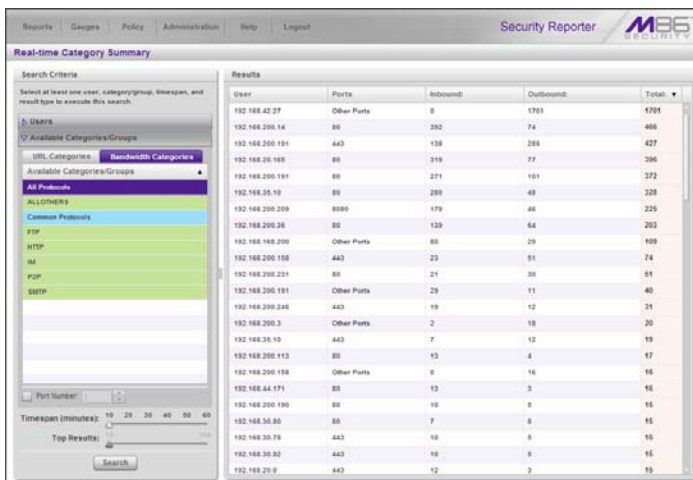 Reports Gauges Policy Administration Help Logout
Security Reporter
M86 SECURITY
Real-time Category Summary
Search Criteria
Select at least one user, category/group, timespan, and result type to execute this search.
Users
Available Categories/Groups
URL Categories Bandwidth Categories
Available Categories/Groups
All Protocols
ALLOTHERS
Common Protocols
FTP
HTTP
IM
P2P
SMTP
Port Number:
Timespan (minutes): 10 20 30 40 50 60
Top Results:
Search
Results
User Ports Inbound: Outbound: Total:
192.168.42.27 Other Ports 0 1701 1701
192.168.200.14 80 392 74 466
192.168.200.191 443 138 299 437
192.168.20.165 80 319 77 396
192.168.200.191 80 271 101 372
192.168.35.10 80 280 48 328
192.168.200.209 8080 179 46 225
192.168.200.36 80 139 64 203
192.168.168.200 Other Ports 80 29 109
192.168.200.158 443 23 51 74
192.168.200.231 80 21 30 51
192.168.200.191 Other Ports 29 11 40
192.168.200.246 443 19 12 31
192.168.200.3 Other Ports 2 18 20
192.168.35.10 443 7 12 19
192.168.200.113 80 13 4 17
192.168.200.158 Other Ports 0 16 16
192.168.44.171 80 13 3 16
192.168.200.190 80 10 5 15
192.168.30.80 80 7 8 15
192.168.30.78 443 10 5 15
192.168.30.92 443 10 5 15
192.168.20.0 443 12 3 15